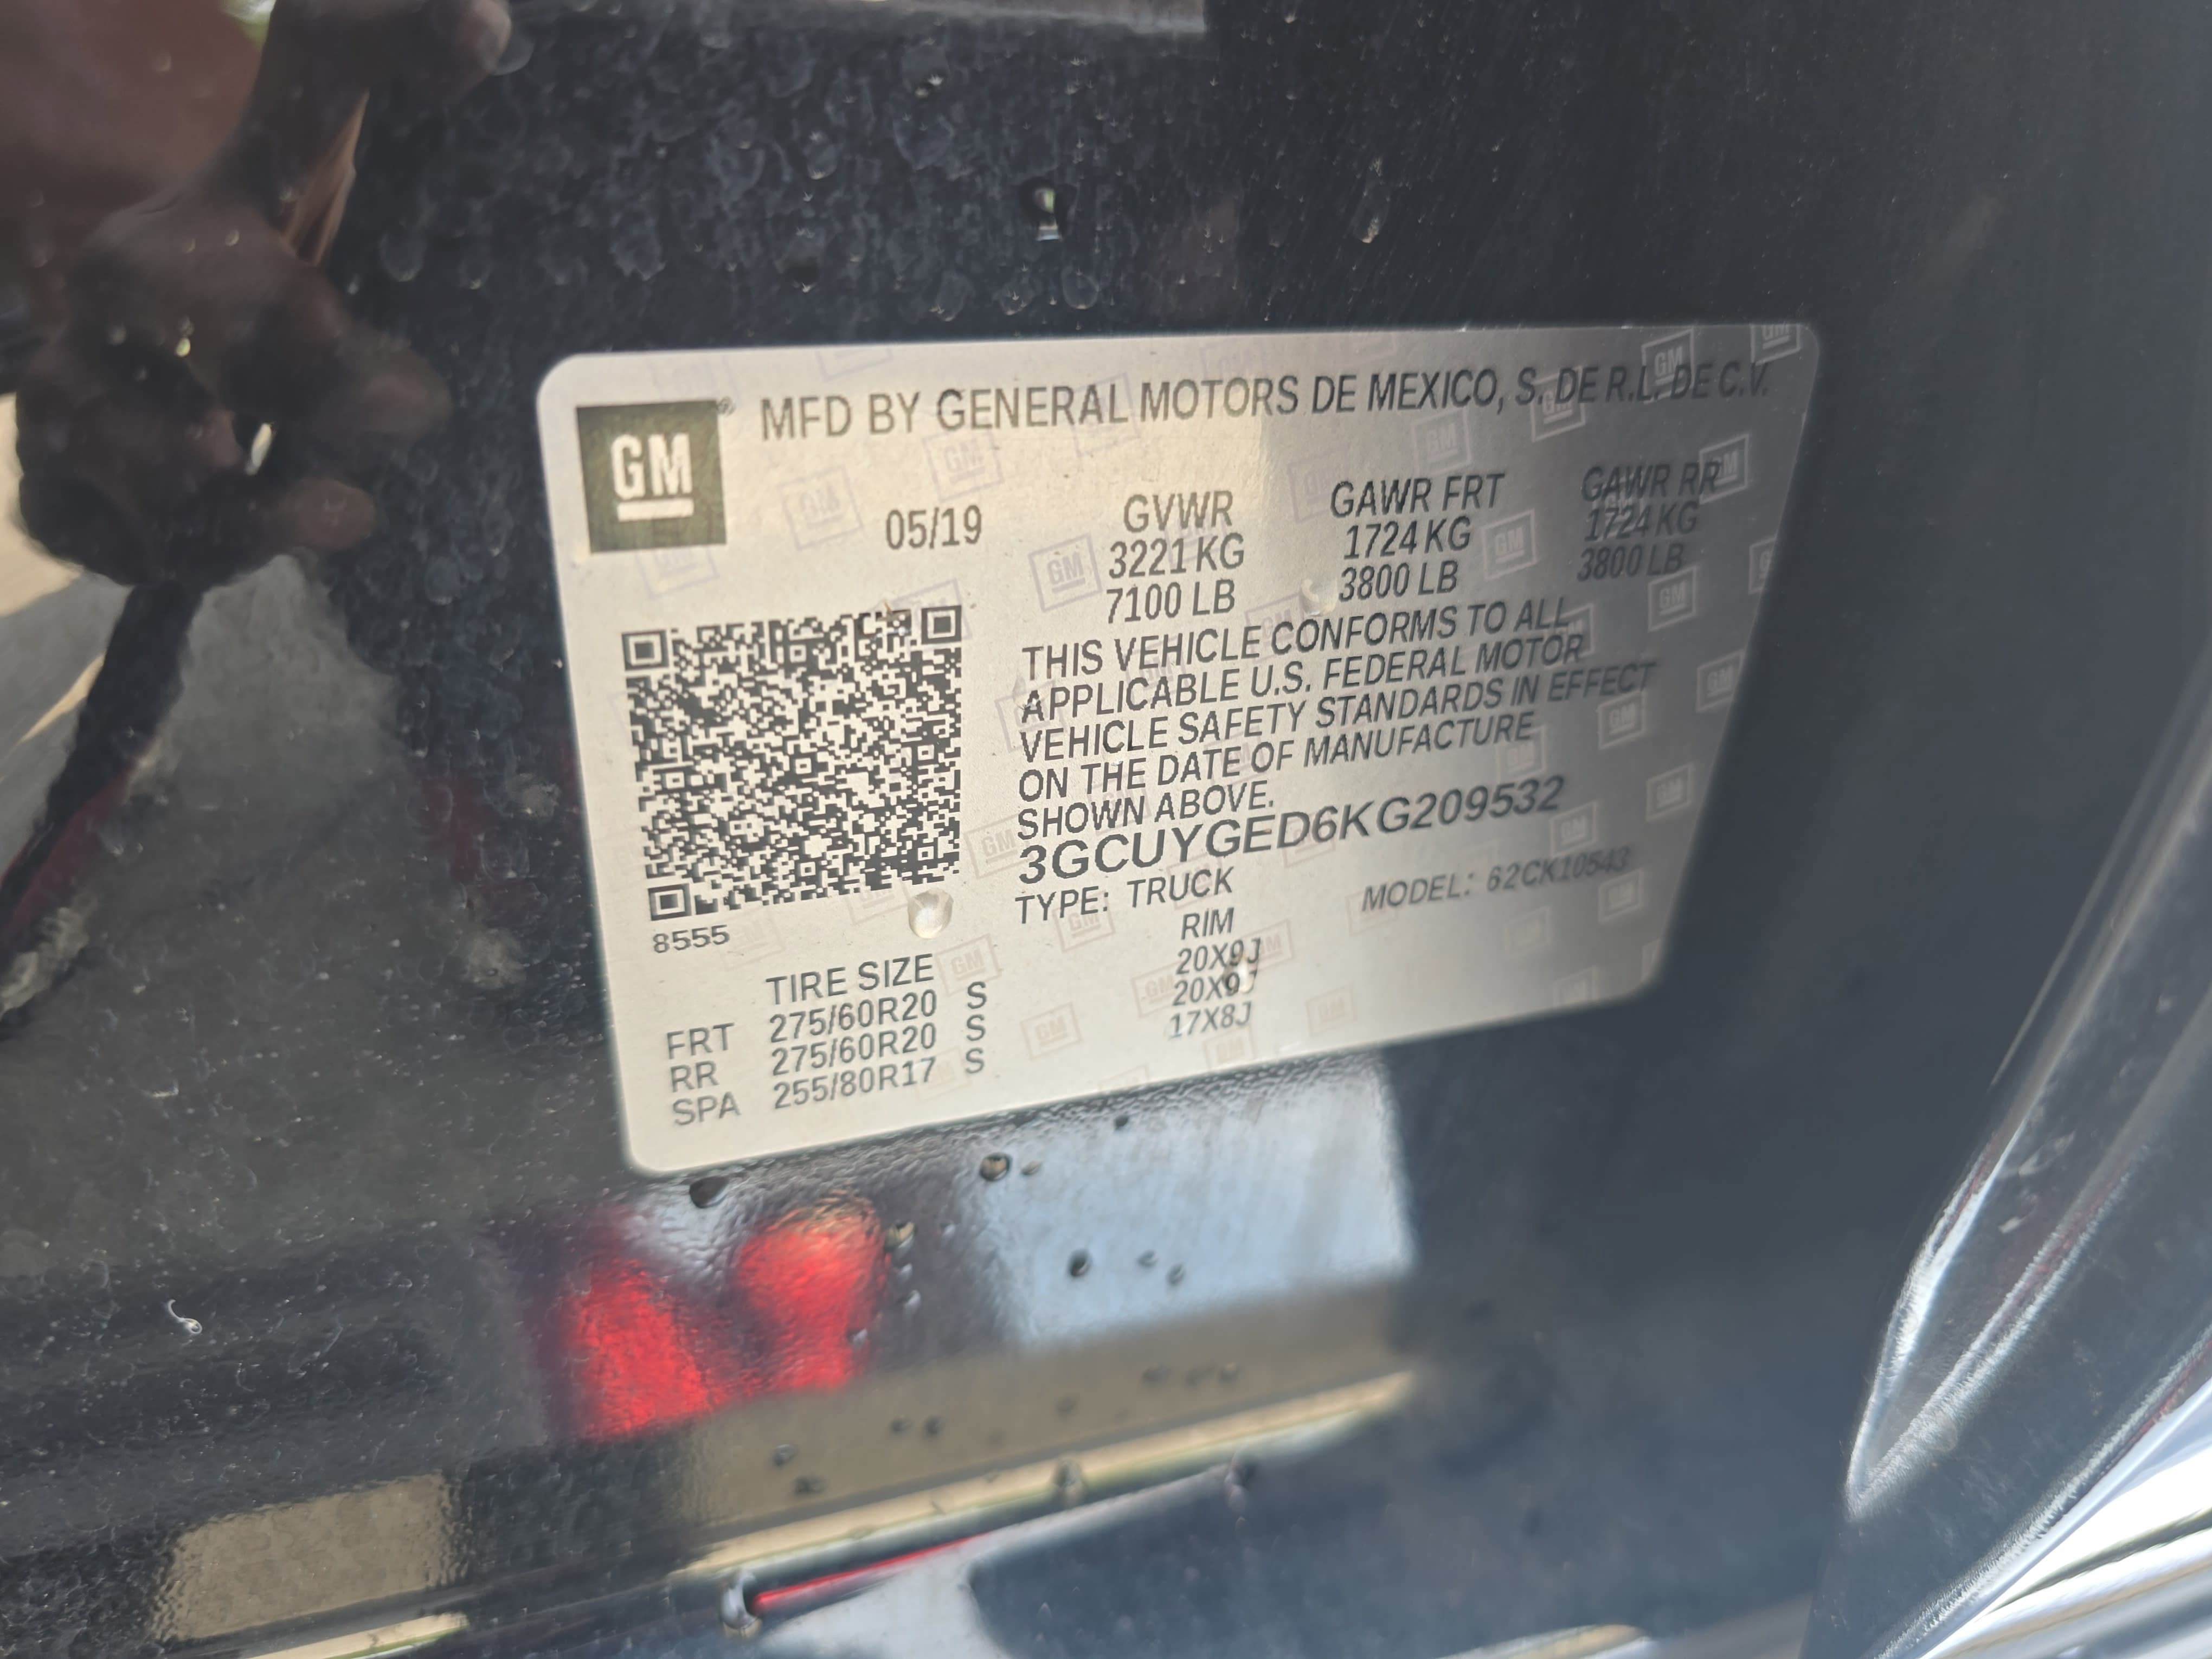 GM
MFD BY GENERAL MOTORS DE MEXICO, S. DE R.L. DE C.V.
05/19 GVWR GAWR FRT GAWR RR
3221 KG 1724 KG 1724 KG
7100 LB 3800 LB 3800 LB
THIS VEHICLE CONFORMS TO ALL
APPLICABLE U.S. FEDERAL MOTOR
VEHICLE SAFETY STANDARDS IN EFFECT
ON THE DATE OF MANUFACTURE
SHOWN ABOVE.
3GCUYGED6KG209532
TYPE: TRUCK MODEL: 62CK10543
8555
TIRE SIZE RIM
FRT 275/60R20 S 20X9J
RR 275/60R20 S 20X9J
SPA 255/80R17 S 17X8J